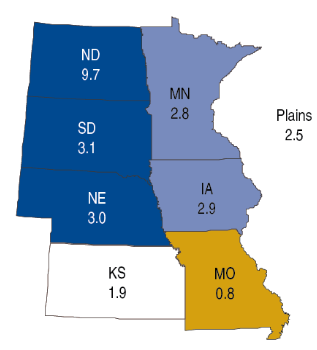 ND
9.7
MN
2.8
Plains
2.5
SD
3.1
NE
3.0
IA
2.9
KS
1.9
MO
0.8